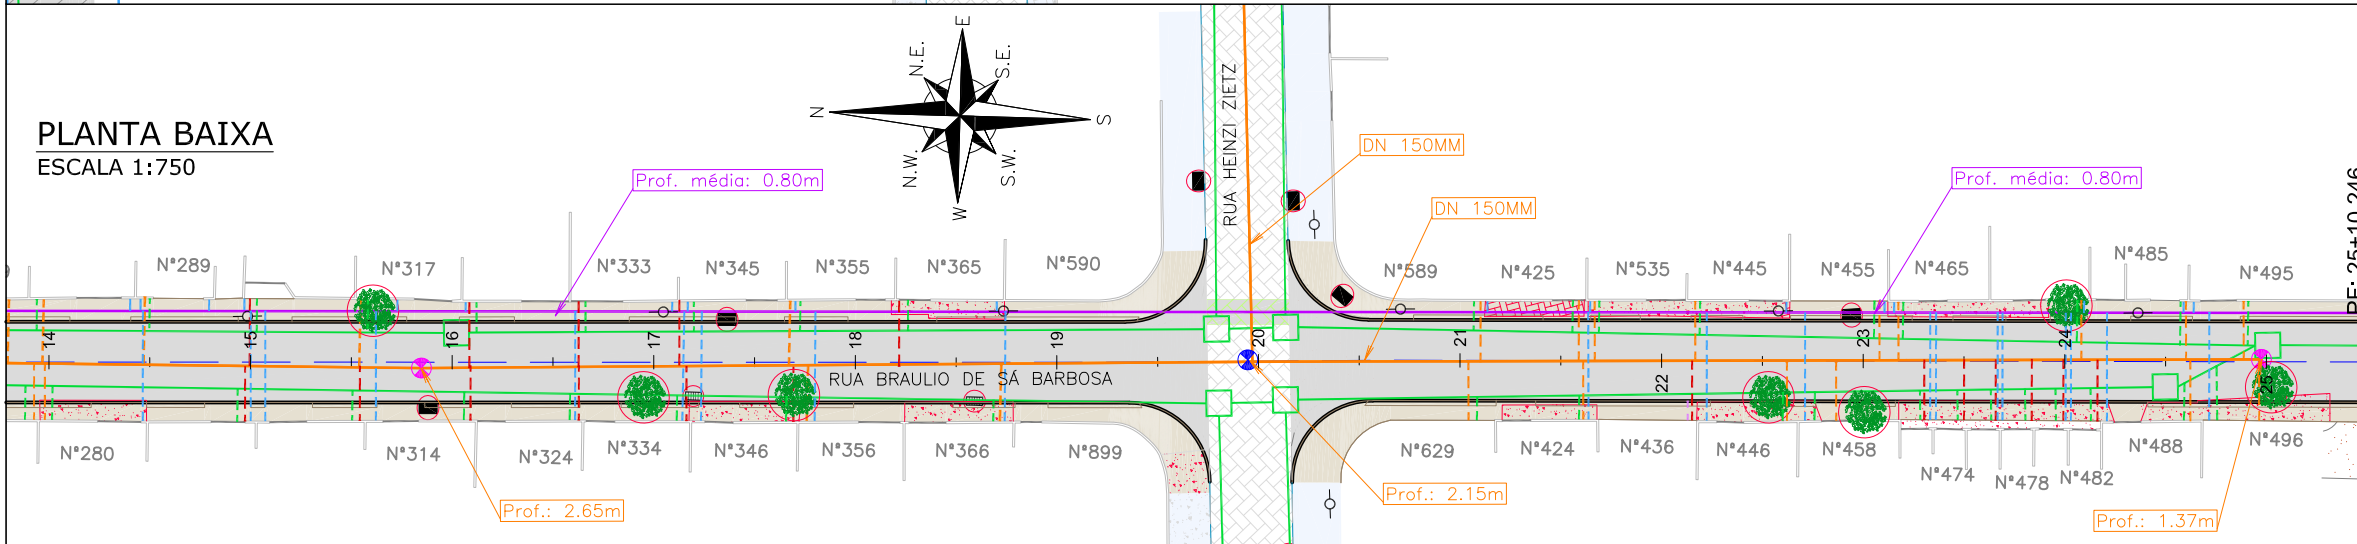 PLANTA BAIXA
ESCALA 1:750
E
N.E.
S.E.
N
S
N.W.
S.W.
W
RUA HEINZI ZIETZ
DN 150MM
DN 150MM
Prof. média: 0.80m
Prof. média: 0.80m
PF: 25+10.246
N°289
N°317
N°333
N°345
N°355
N°365
N°590
N°589
N°425
N°535
N°445
N°455
N°465
N°485
N°495
14
15
16
17
18
19
20
21
22
23
24
25
RUA BRAULIO DE SÁ BARBOSA
N°280
N°314
N°324
N°334
N°346
N°356
N°366
N°899
N°629
N°424
N°436
N°446
N°458
N°474
N°478
N°482
N°488
N°496
Prof.: 2.65m
Prof.: 2.15m
Prof.: 1.37m